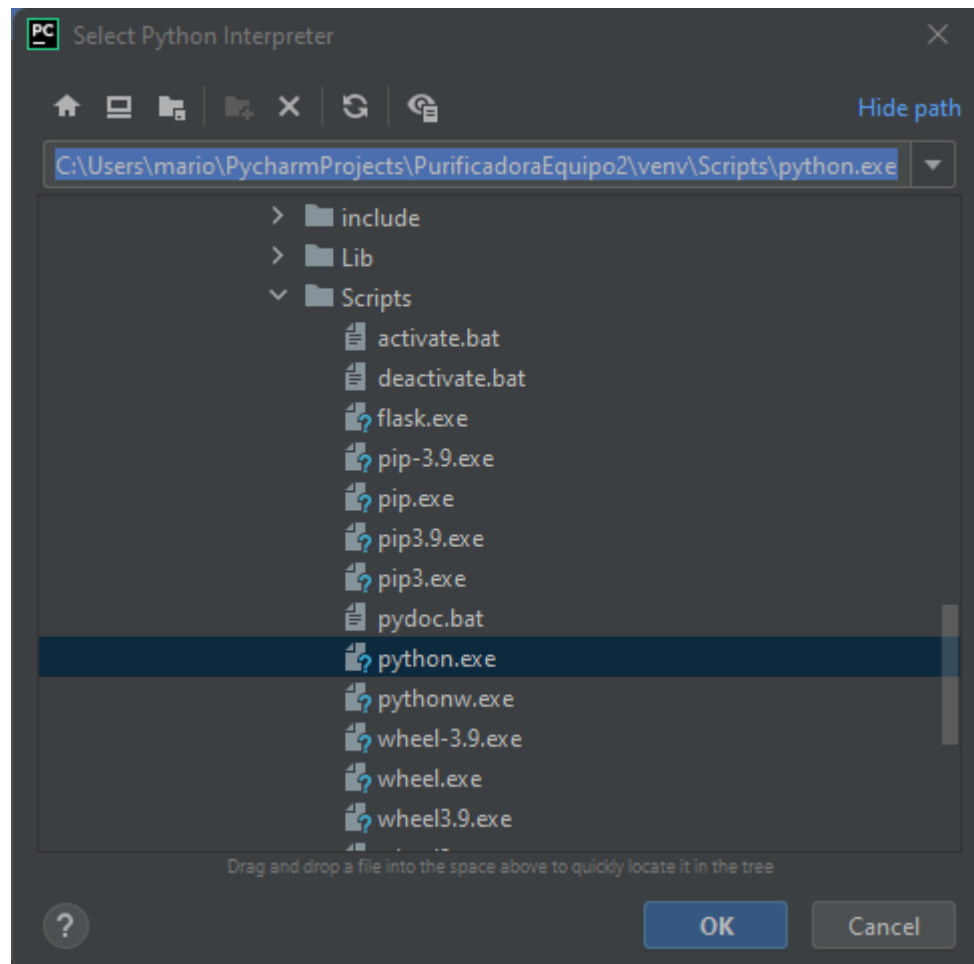 PC Select Python Interpreter
Hide path
C:\Users\mario\PycharmProjects\PurificadoraEquipo2\venv\Scripts\python.exe
include
Lib
Scripts
activate.bat
deactivate.bat
flask.exe
pip-3.9.exe
pip.exe
pip3.9.exe
pip3.exe
pydoc.bat
python.exe
pythonw.exe
wheel-3.9.exe
wheel.exe
wheel3.9.exe
Drag and drop a file into the space above to quickly locate it in the tree
? OK Cancel